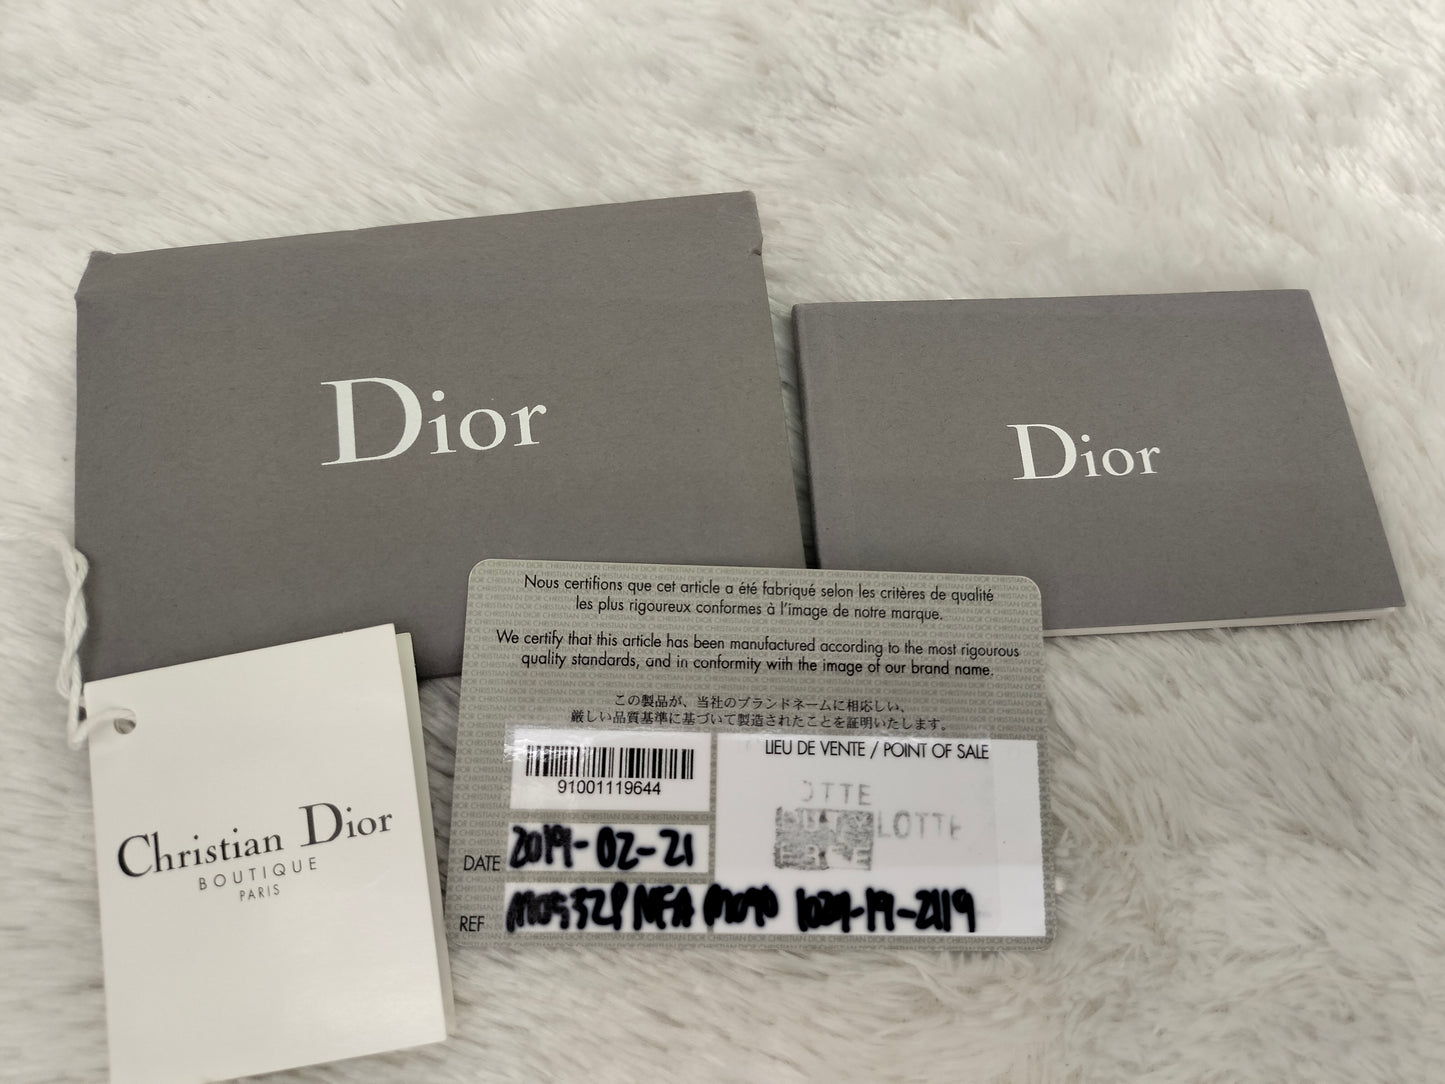 Dior
Dior
Nous certifions que cet article a été fabriqué selon les critères de qualité
les plus rigoureux conformes à l'image de notre marque.
We certify that this article has been manufactured according to the most rigourous
quality standards, and in conformity with the image of our brand name.
この製品が、当社のブランドネームに相応しい、
厳しい品質基準に基づいて製造されたことを証明いたします。
LIEU DE VENTE / POINT OF SALE
91001119644
DATE 2019-02-21
REF
Christian Dior
BOUTIQUE
PARIS